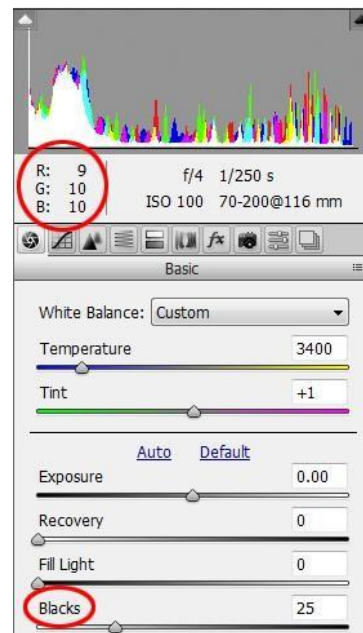 R: 9
G: 10
B: 10
f/4 1/250 s
ISO 100 70-200@116 mm
fx
Basic
White Balance: Custom
Temperature 3400
Tint +1
Auto Default
Exposure 0.00
Recovery 0
Fill Light 0
Blacks 25